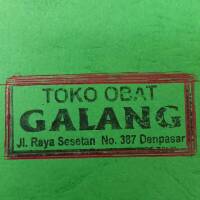 TOKO OBAT
GALANG
Jl. Raya Sesetan No. 387 Denpasar